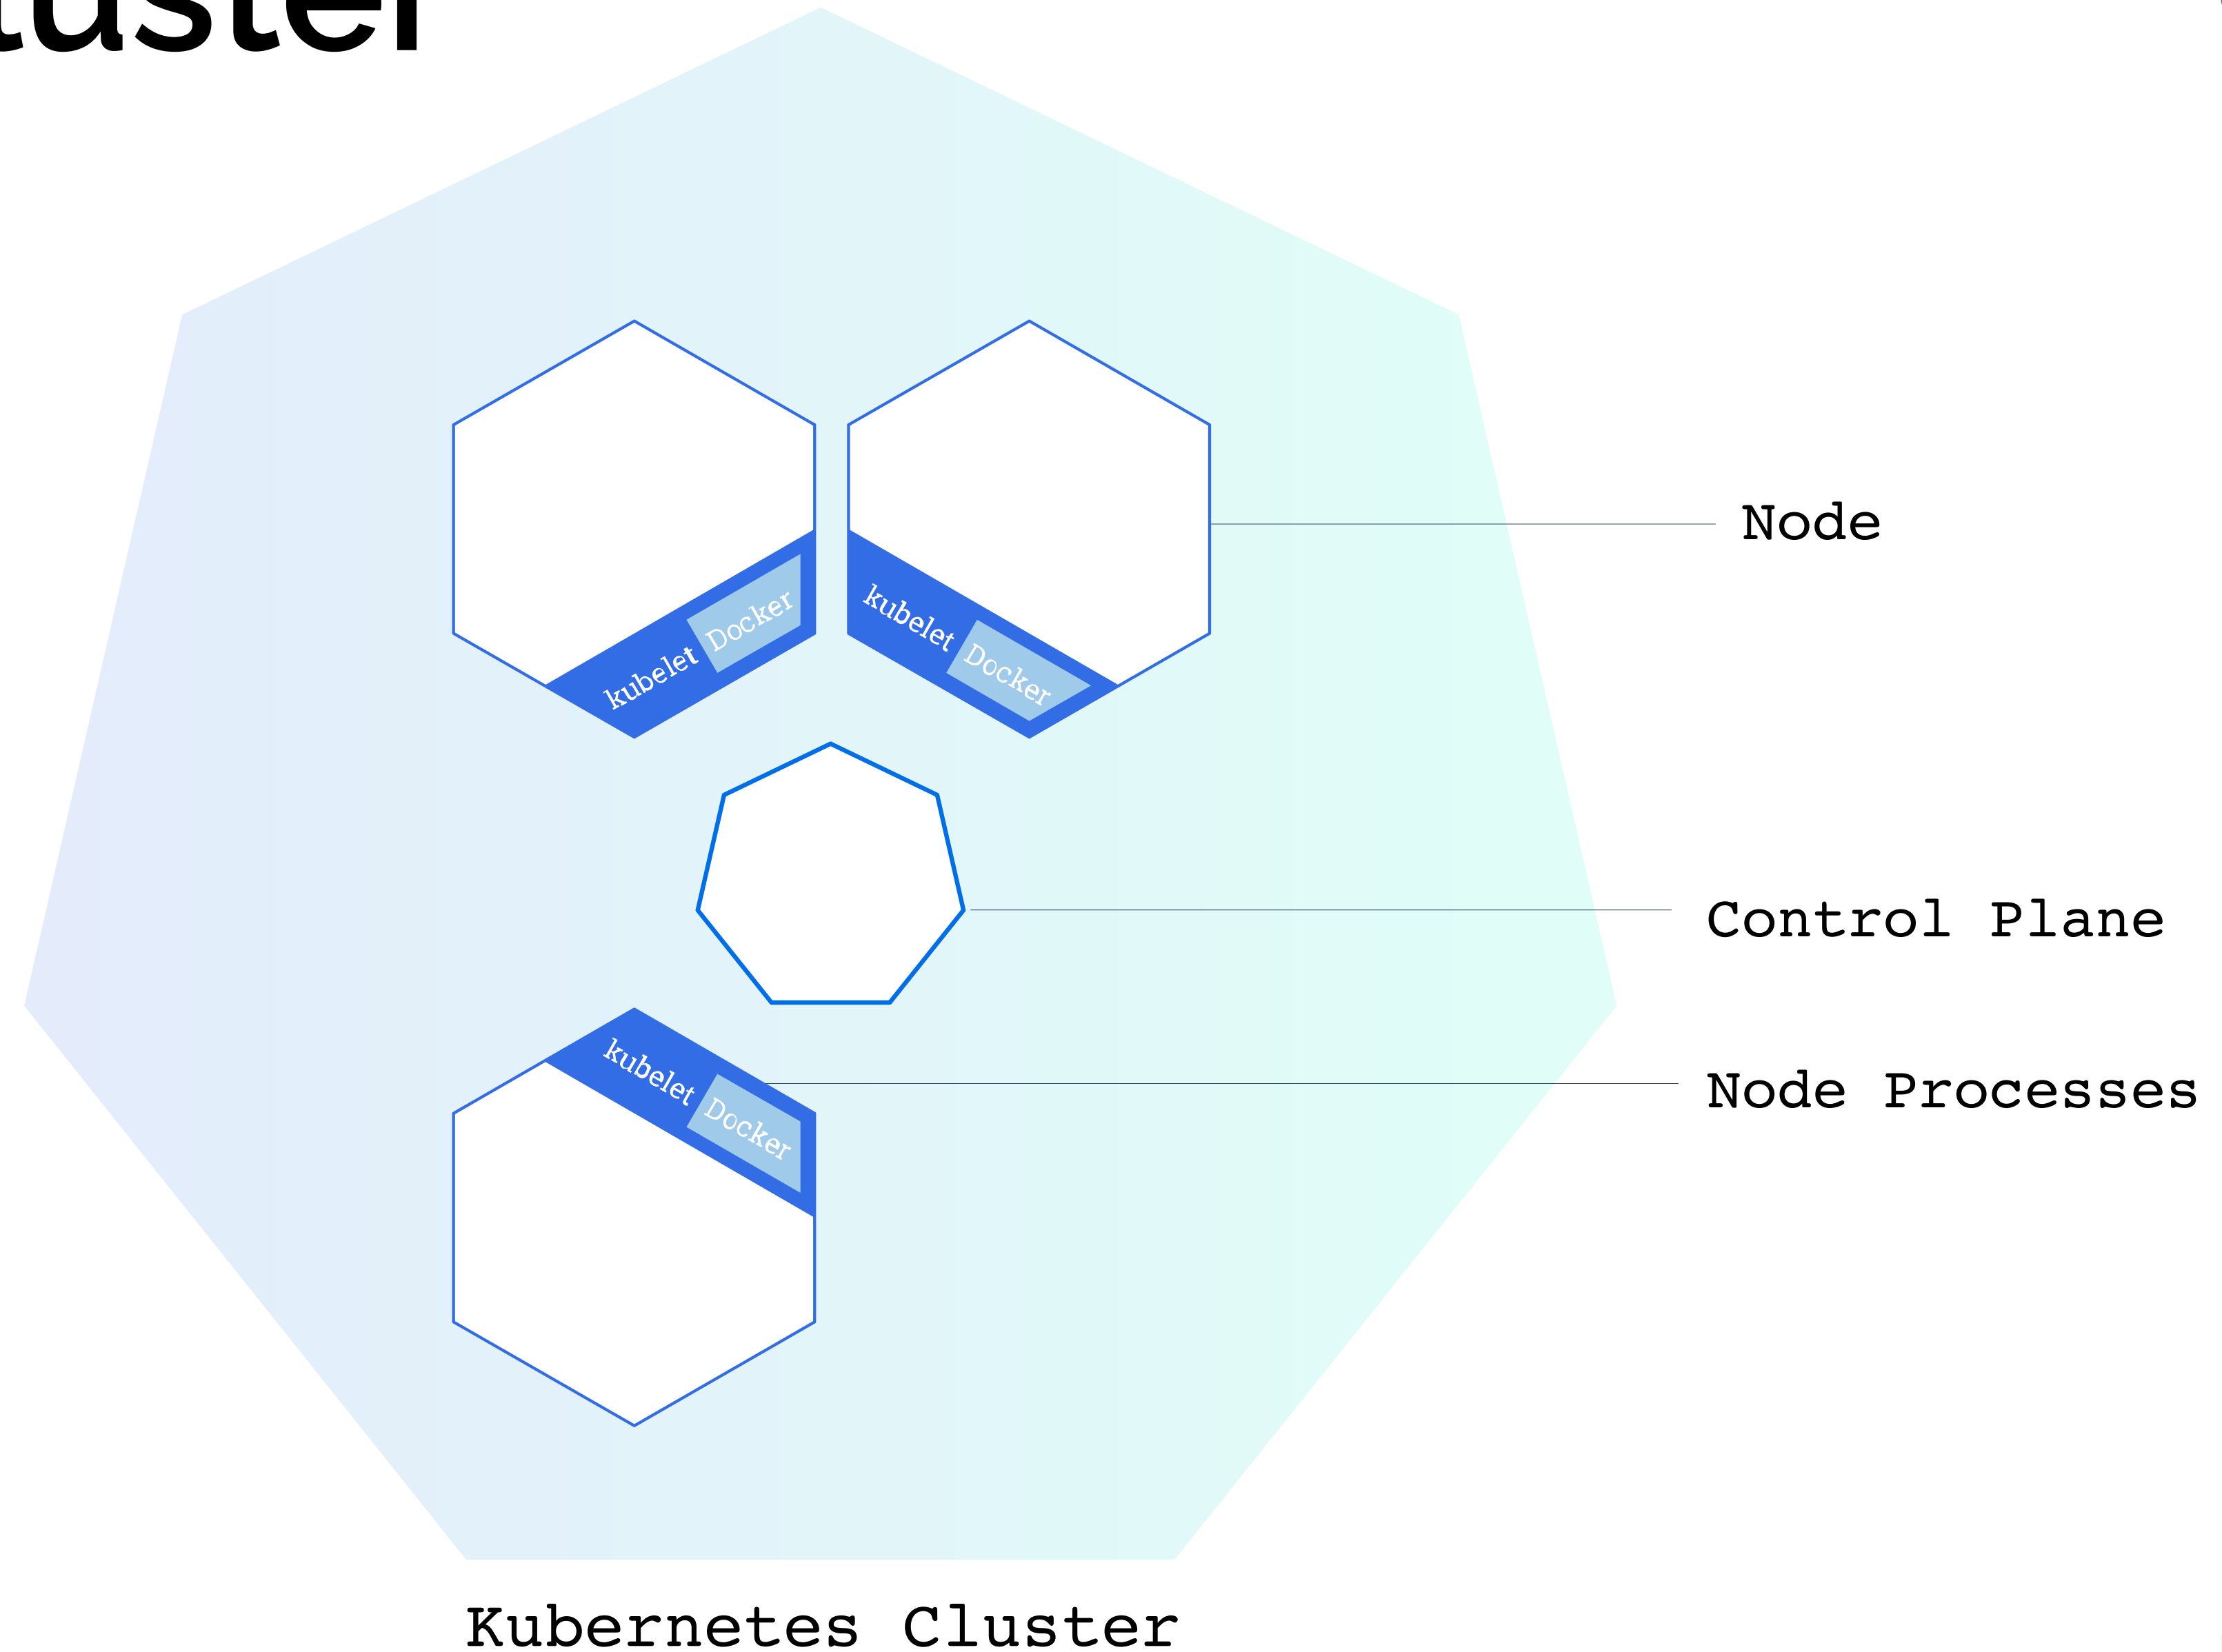 kubelet Docker
kubelet Docker
Node
Control Plane
kubelet Docker
Node Processes
Kubernetes Cluster